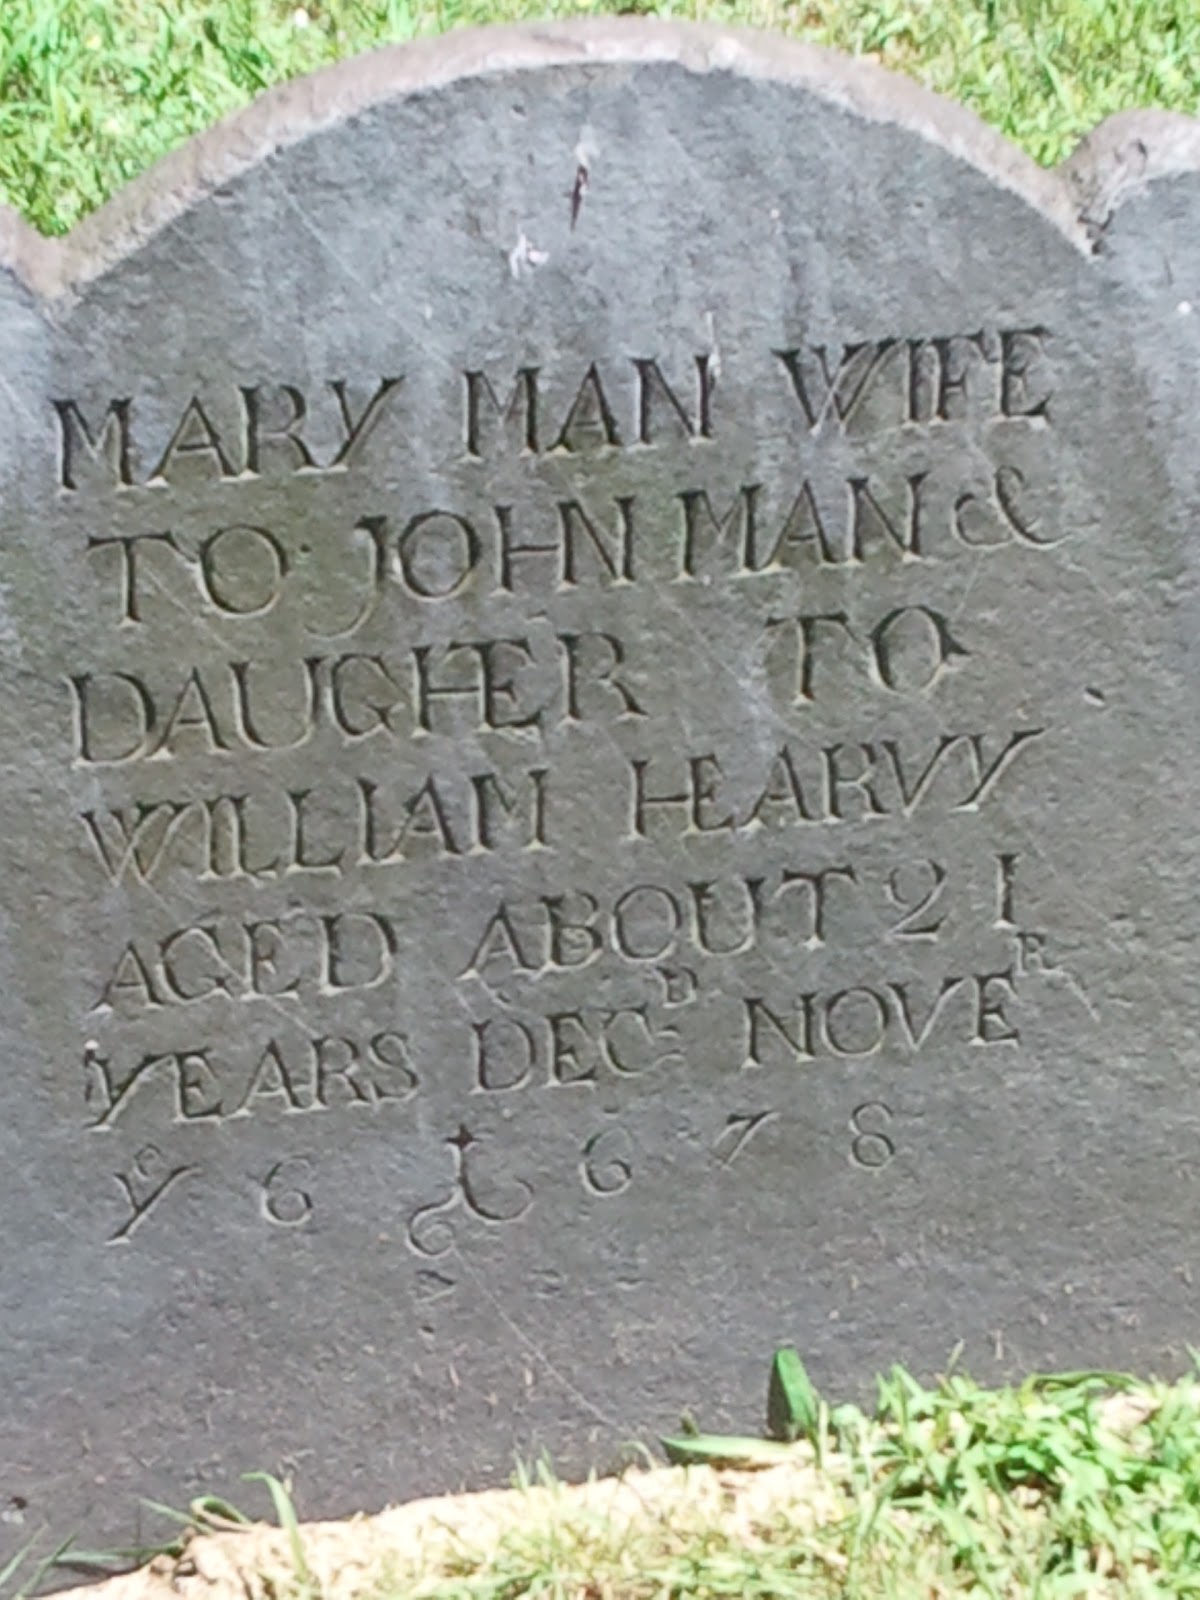 MARY MAN WIFE
TO JOHN MAN &
DAUGHER TO
WILLIAM HEARVY
AGED ABOUT 21
YEARS DECᴰ NOVEᴿ
yᵉ 6 1678